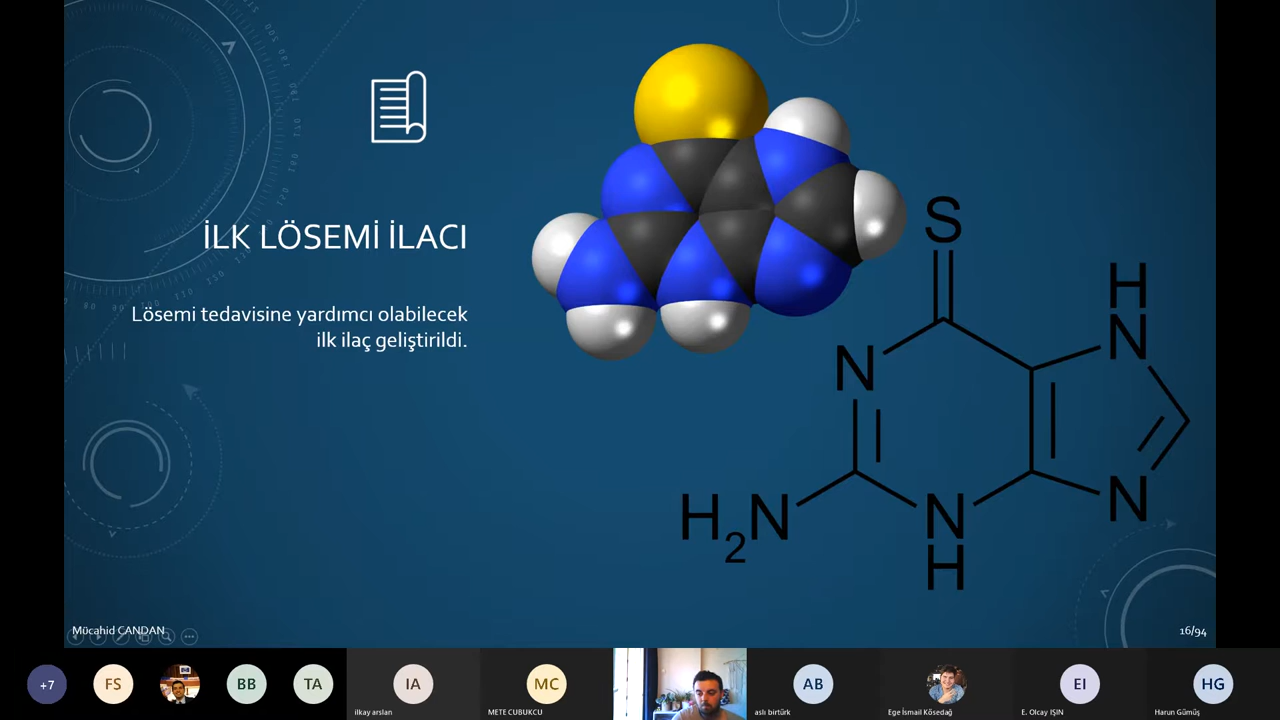 İLK LÖSEMİ İLACI
Lösemi tedavisine yardımcı olabilecek
ilk ilaç geliştirildi.
S
H
N
N
H₂N
N
H
N
Mücahid CANDAN
16/94
+7
FS
BB
TA
IA
MC
AB
EI
HG
ilkay arslan
METE CUBUKCU
aslı birtürk
Ege İsmail Kösedağ
E. Olcay IŞIN
Harun Gümüş